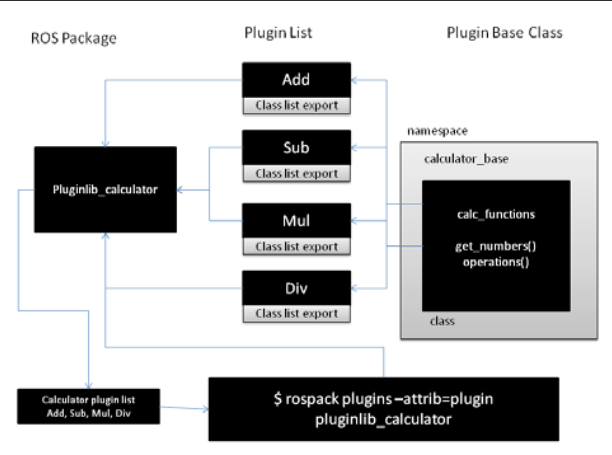 ROS Package
Plugin List
Plugin Base Class
Add
Class list export
Sub
Class list export
Mul
Class list export
Div
Class list export
Pluginlib_calculator
namespace
calculator_base
calc_functions
get_numbers()
operations()
class
Calculator plugin list
Add, Sub, Mul, Div
$ rospack plugins –attrib=plugin
pluginlib_calculator